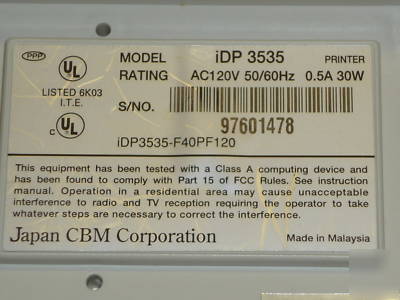 PPP
MODEL iDP 3535 PRINTER
UL
RATING AC120V 50/60Hz 0.5A 30W
LISTED 6K03
I.T.E.
S/NO.
97601478
C UL
iDP3535-F40PF120
This equipment has been tested with a Class A computing device and
has been found to comply with Part 15 of FCC Rules. See instruction
manual. Operation in a residential area may cause unacceptable
interference to radio and TV reception requiring the operator to take
whatever steps are necessary to correct the interference.
Japan CBM Corporation Made in Malaysia